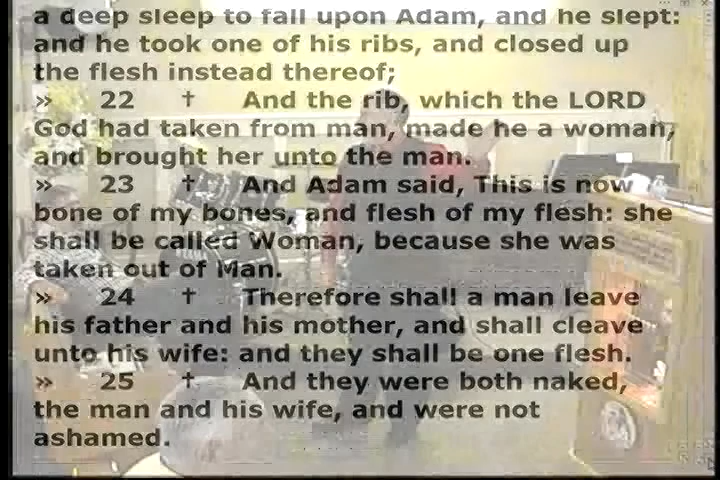 a deep sleep to fall upon Adam, and he slept:
and he took one of his ribs, and closed up
the flesh instead thereof;
» 22 † And the rib, which the LORD
God had taken from man, made he a woman,
and brought her unto the man.
» 23 † And Adam said, This is now
bone of my bones, and flesh of my flesh: she
shall be called Woman, because she was
taken out of Man.
» 24 † Therefore shall a man leave
his father and his mother, and shall cleave
unto his wife: and they shall be one flesh.
» 25 † And they were both naked,
the man and his wife, and were not
ashamed.